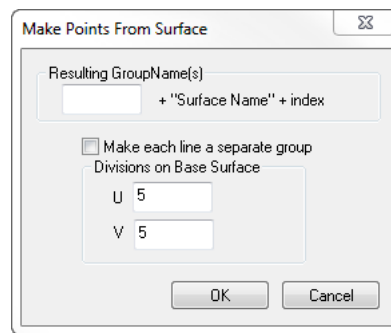 Make Points From Surface
Resulting GroupName(s)
+ "Surface Name" + index
Make each line a separate group
Divisions on Base Surface
U 5
V 5
OK Cancel